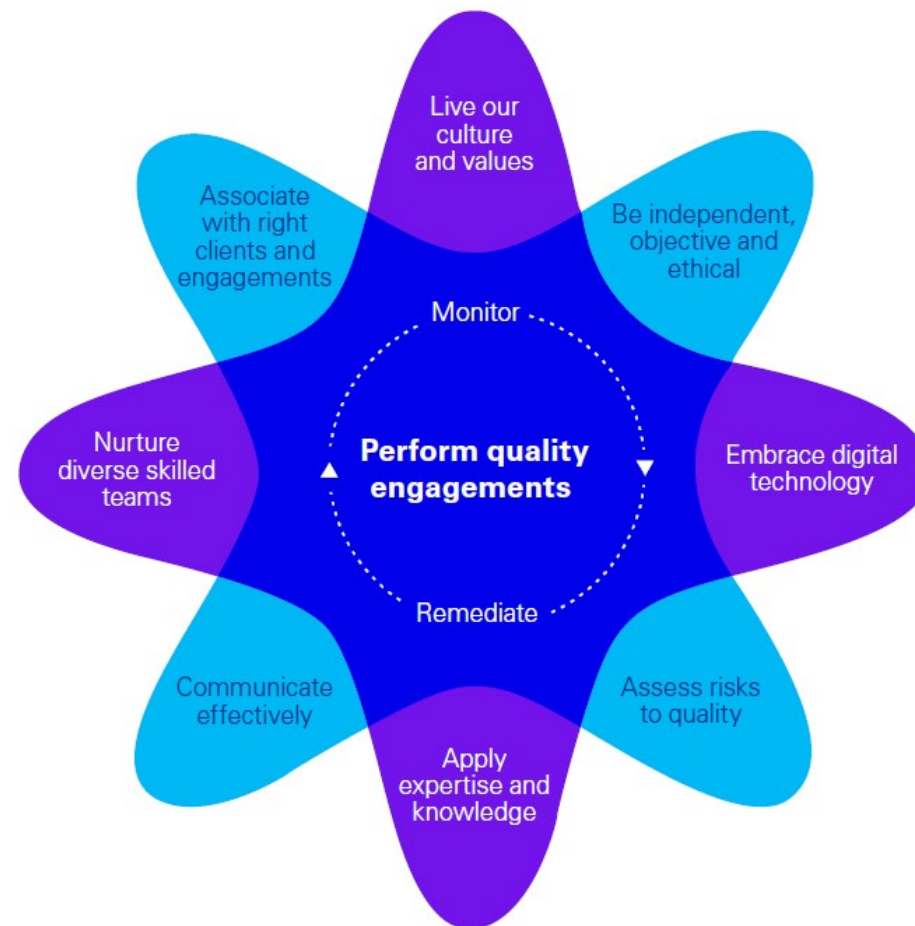 Live our
culture
and values
Associate
with right
clients and
engagements
Be independent,
objective and
ethical
Monitor
Nurture
diverse skilled
teams
Perform quality
engagements
Embrace digital
technology
Remediate
Communicate
effectively
Assess risks
to quality
Apply
expertise and
knowledge